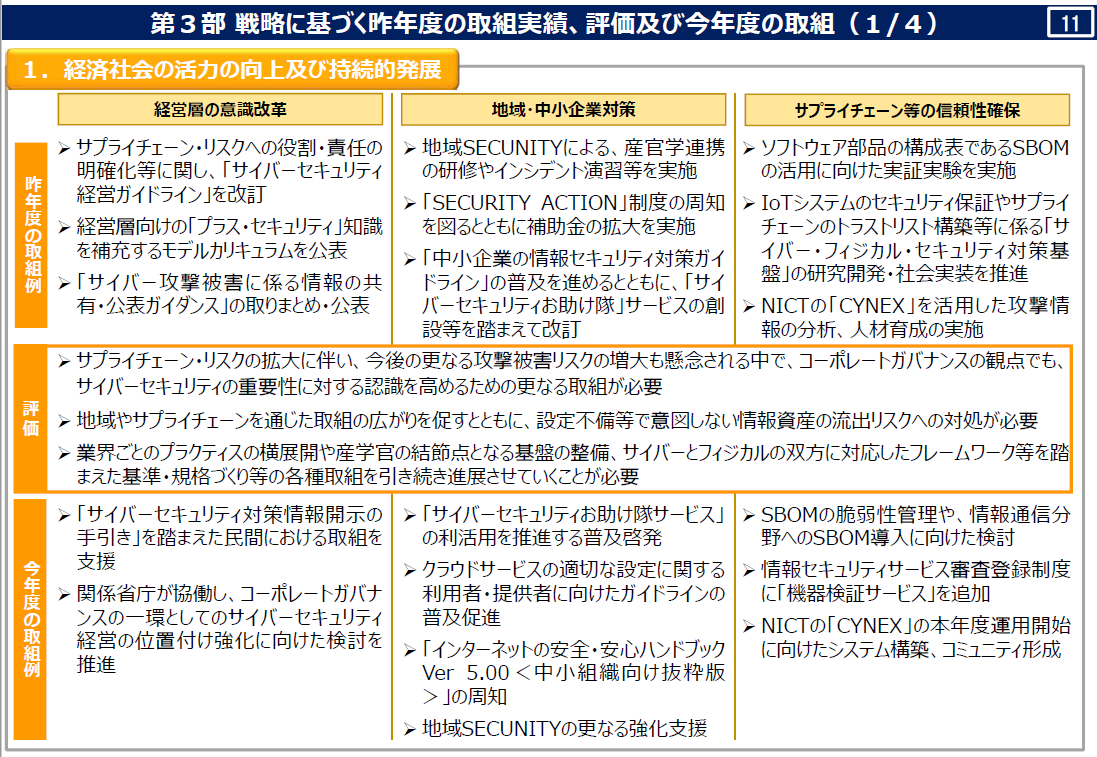 第3部 戦略に基づく昨年度の取組実績、評価及び今年度の取組（1/4）
11
1．経済社会の活力の向上及び持続的発展
経営層の意識改革
地域・中小企業対策
サプライチェーン等の信頼性確保
昨年度の取組例
➢ サプライチェーン・リスクへの役割・責任の
明確化等に関し、「サイバーセキュリティ
経営ガイドライン」を改訂
➢ 経営層向けの「プラス・セキュリティ」知識
を補充するモデルカリキュラムを公表
➢ 「サイバー攻撃被害に係る情報の共
有・公表ガイダンス」の取りまとめ・公表
➢ 地域SECUNITYによる、産官学連携
の研修やインシデント演習等を実施
➢ 「SECURITY ACTION」制度の周知
を図るとともに補助金の拡大を実施
➢ 「中小企業の情報セキュリティ対策ガイ
ドライン」の普及を進めるとともに、「サイ
バーセキュリティお助け隊」サービスの創
設等を踏まえて改訂
➢ ソフトウェア部品の構成表であるSBOM
の活用に向けた実証実験を実施
➢ IoTシステムのセキュリティ保証やサプライ
チェーンのトラストリスト構築等に係る「サ
イバー・フィジカル・セキュリティ対策基
盤」の研究開発・社会実装を推進
➢ NICTの「CYNEX」を活用した攻撃情
報の分析、人材育成の実施
評価
➢ サプライチェーン・リスクの拡大に伴い、今後の更なる攻撃被害リスクの増大も懸念される中で、コーポレートガバナンスの観点でも、
サイバーセキュリティの重要性に対する認識を高めるための更なる取組が必要
➢ 地域やサプライチェーンを通じた取組の広がりを促すとともに、設定不備等で意図しない情報資産の流出リスクへの対処が必要
➢ 業界ごとのプラクティスの横展開や産学官の結節点となる基盤の整備、サイバーとフィジカルの双方に対応したフレームワーク等を踏
まえた基準・規格づくり等の各種取組を引き続き進展させていくことが必要
今年度の取組例
➢ 「サイバーセキュリティ対策情報開示の
手引き」を踏まえた民間における取組を
支援
➢ 関係省庁が協働し、コーポレートガバナ
ンスの一環としてのサイバーセキュリティ
経営の位置付け強化に向けた検討を
推進
➢ 「サイバーセキュリティお助け隊サービス」
の利活用を推進する普及啓発
➢ クラウドサービスの適切な設定に関する
利用者・提供者に向けたガイドラインの
普及促進
➢ 「インターネットの安全・安心ハンドブック
Ver 5.00＜中小組織向け抜粋版
＞」の周知
➢ 地域SECUNITYの更なる強化支援
➢ SBOMの脆弱性管理や、情報通信分
野へのSBOM導入に向けた検討
➢ 情報セキュリティサービス審査登録制度
に「機器検証サービス」を追加
➢ NICTの「CYNEX」の本年度運用開始
に向けたシステム構築、コミュニティ形成